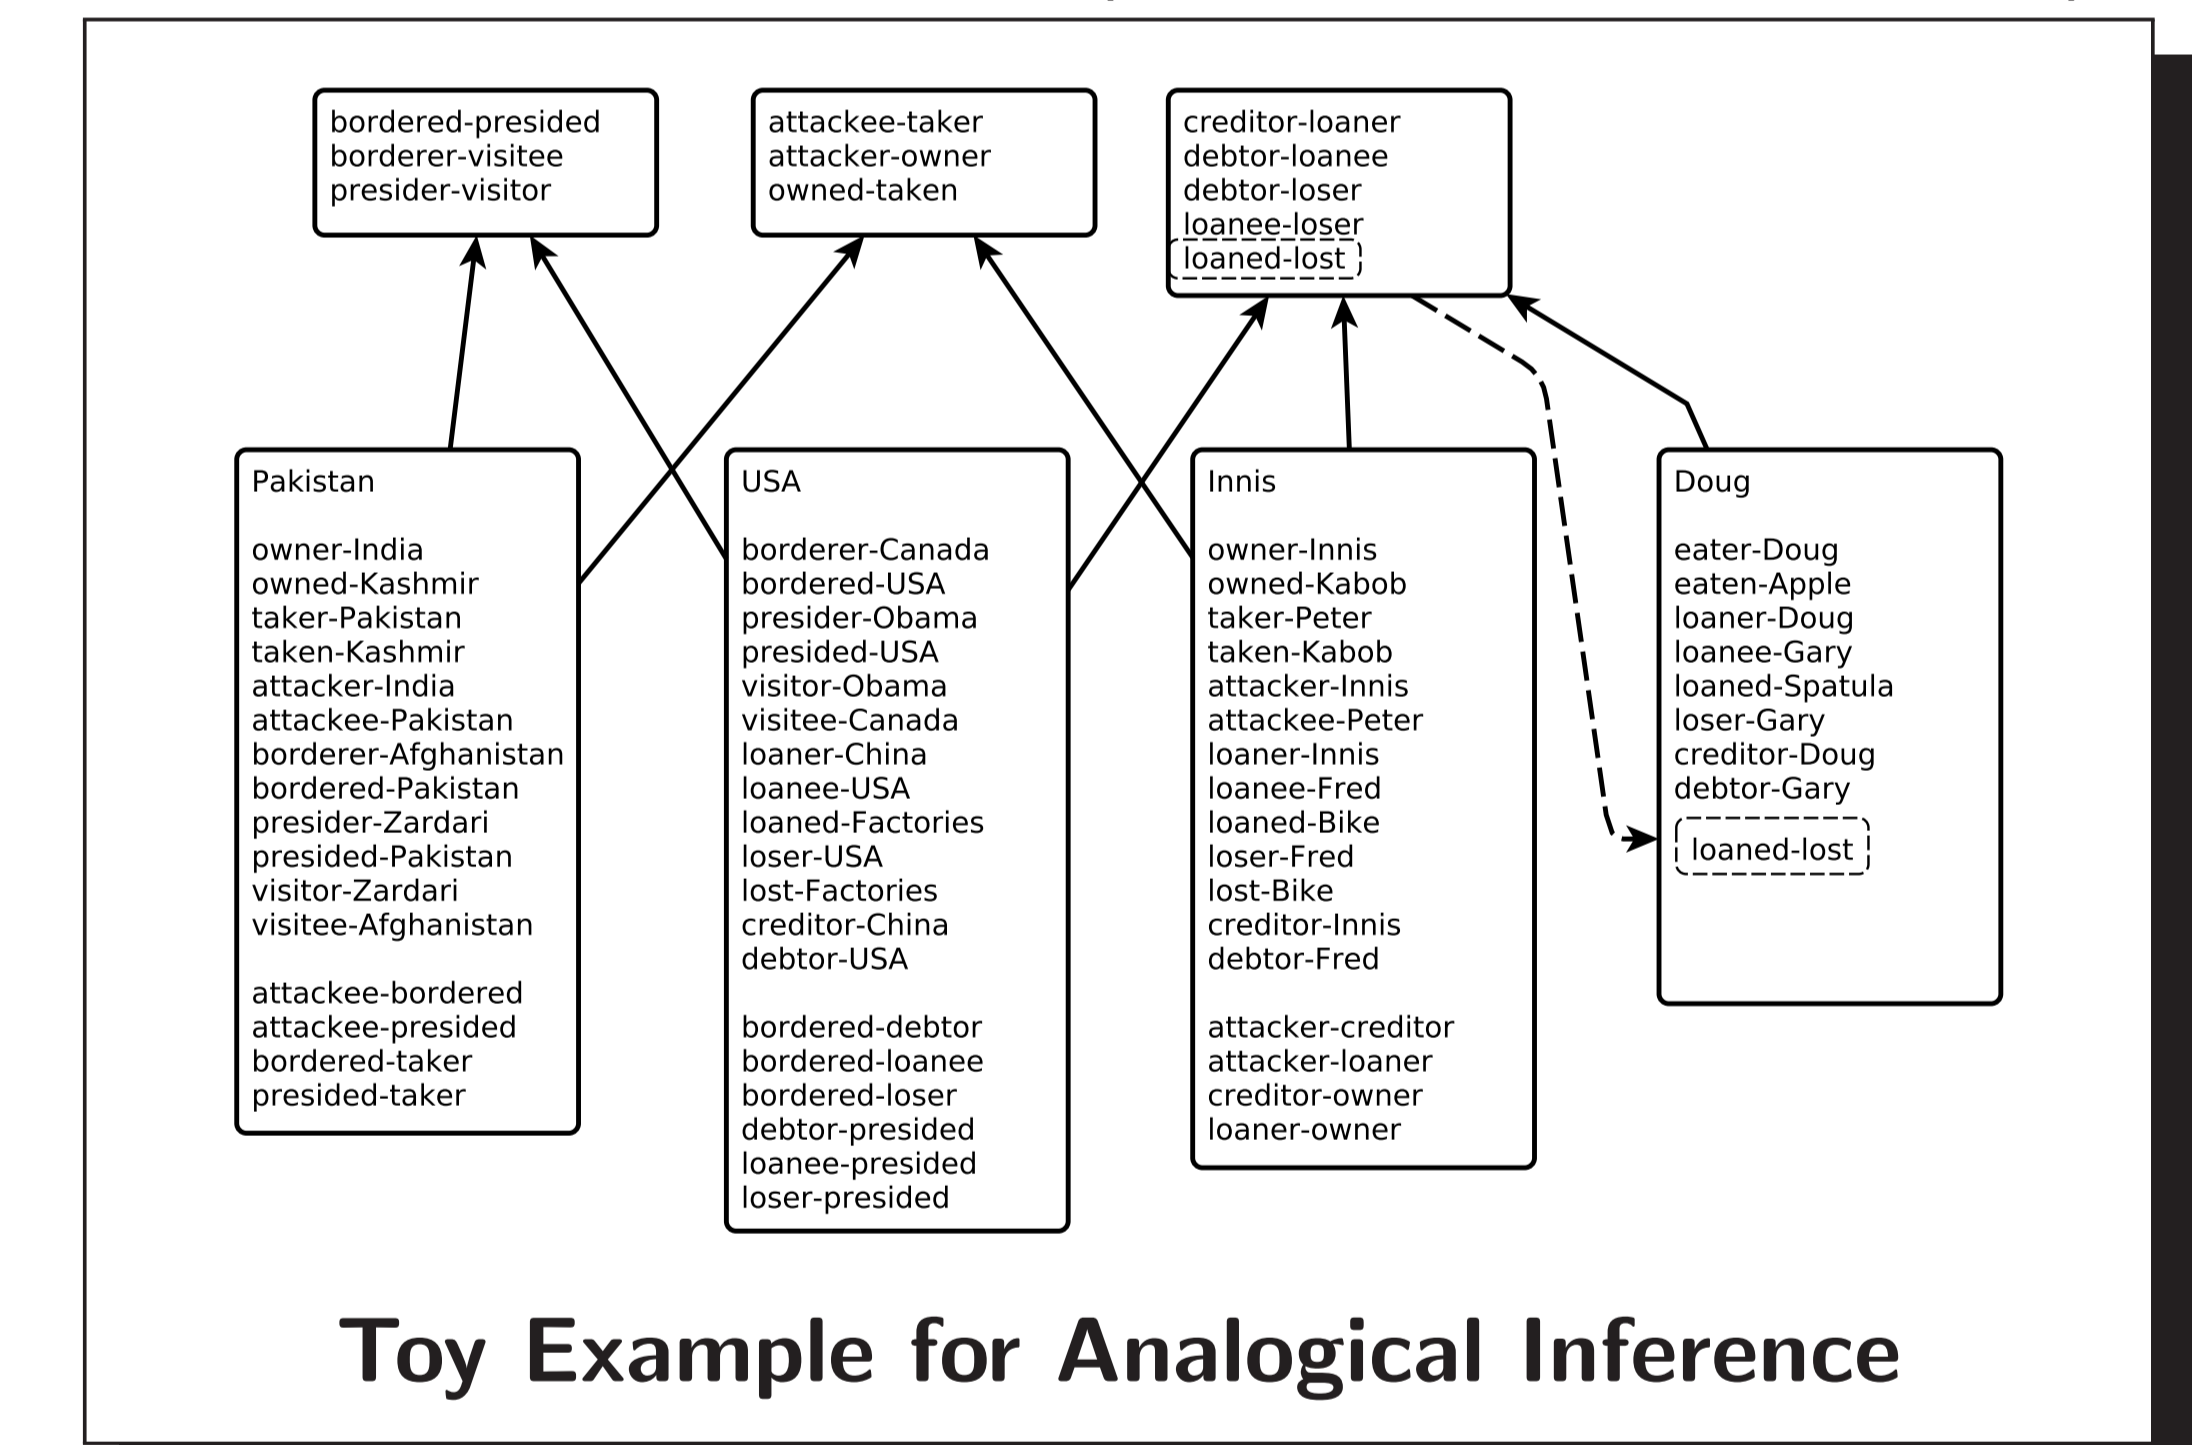 bordered-presided
borderer-visitee
presider-visitor
attackee-taker
attacker-owner
owned-taken
creditor-loaner
debtor-loanee
debtor-loser
loanee-loser
loaned-lost
Pakistan
owner-India
owned-Kashmir
taker-Pakistan
taken-Kashmir
attacker-India
attackee-Pakistan
borderer-Afghanistan
bordered-Pakistan
presider-Zardari
presided-Pakistan
visitor-Zardari
visitee-Afghanistan
attackee-bordered
attackee-presided
bordered-taker
presided-taker
USA
borderer-Canada
bordered-USA
presider-Obama
presided-USA
visitor-Obama
visitee-Canada
loaner-China
loanee-USA
loaned-Factories
loser-USA
lost-Factories
creditor-China
debtor-USA
bordered-debtor
bordered-loanee
bordered-loser
debtor-presided
loanee-presided
loser-presided
Innis
owner-Innis
owned-Kabob
taker-Peter
taken-Kabob
attacker-Innis
attackee-Peter
loaner-Innis
loanee-Fred
loaned-Bike
loser-Fred
lost-Bike
creditor-Innis
debtor-Fred
attacker-creditor
attacker-loaner
creditor-owner
loaner-owner
Doug
eater-Doug
eaten-Apple
loaner-Doug
loanee-Gary
loaned-Spatula
loser-Gary
creditor-Doug
debtor-Gary
loaned-lost
Toy Example for Analogical Inference